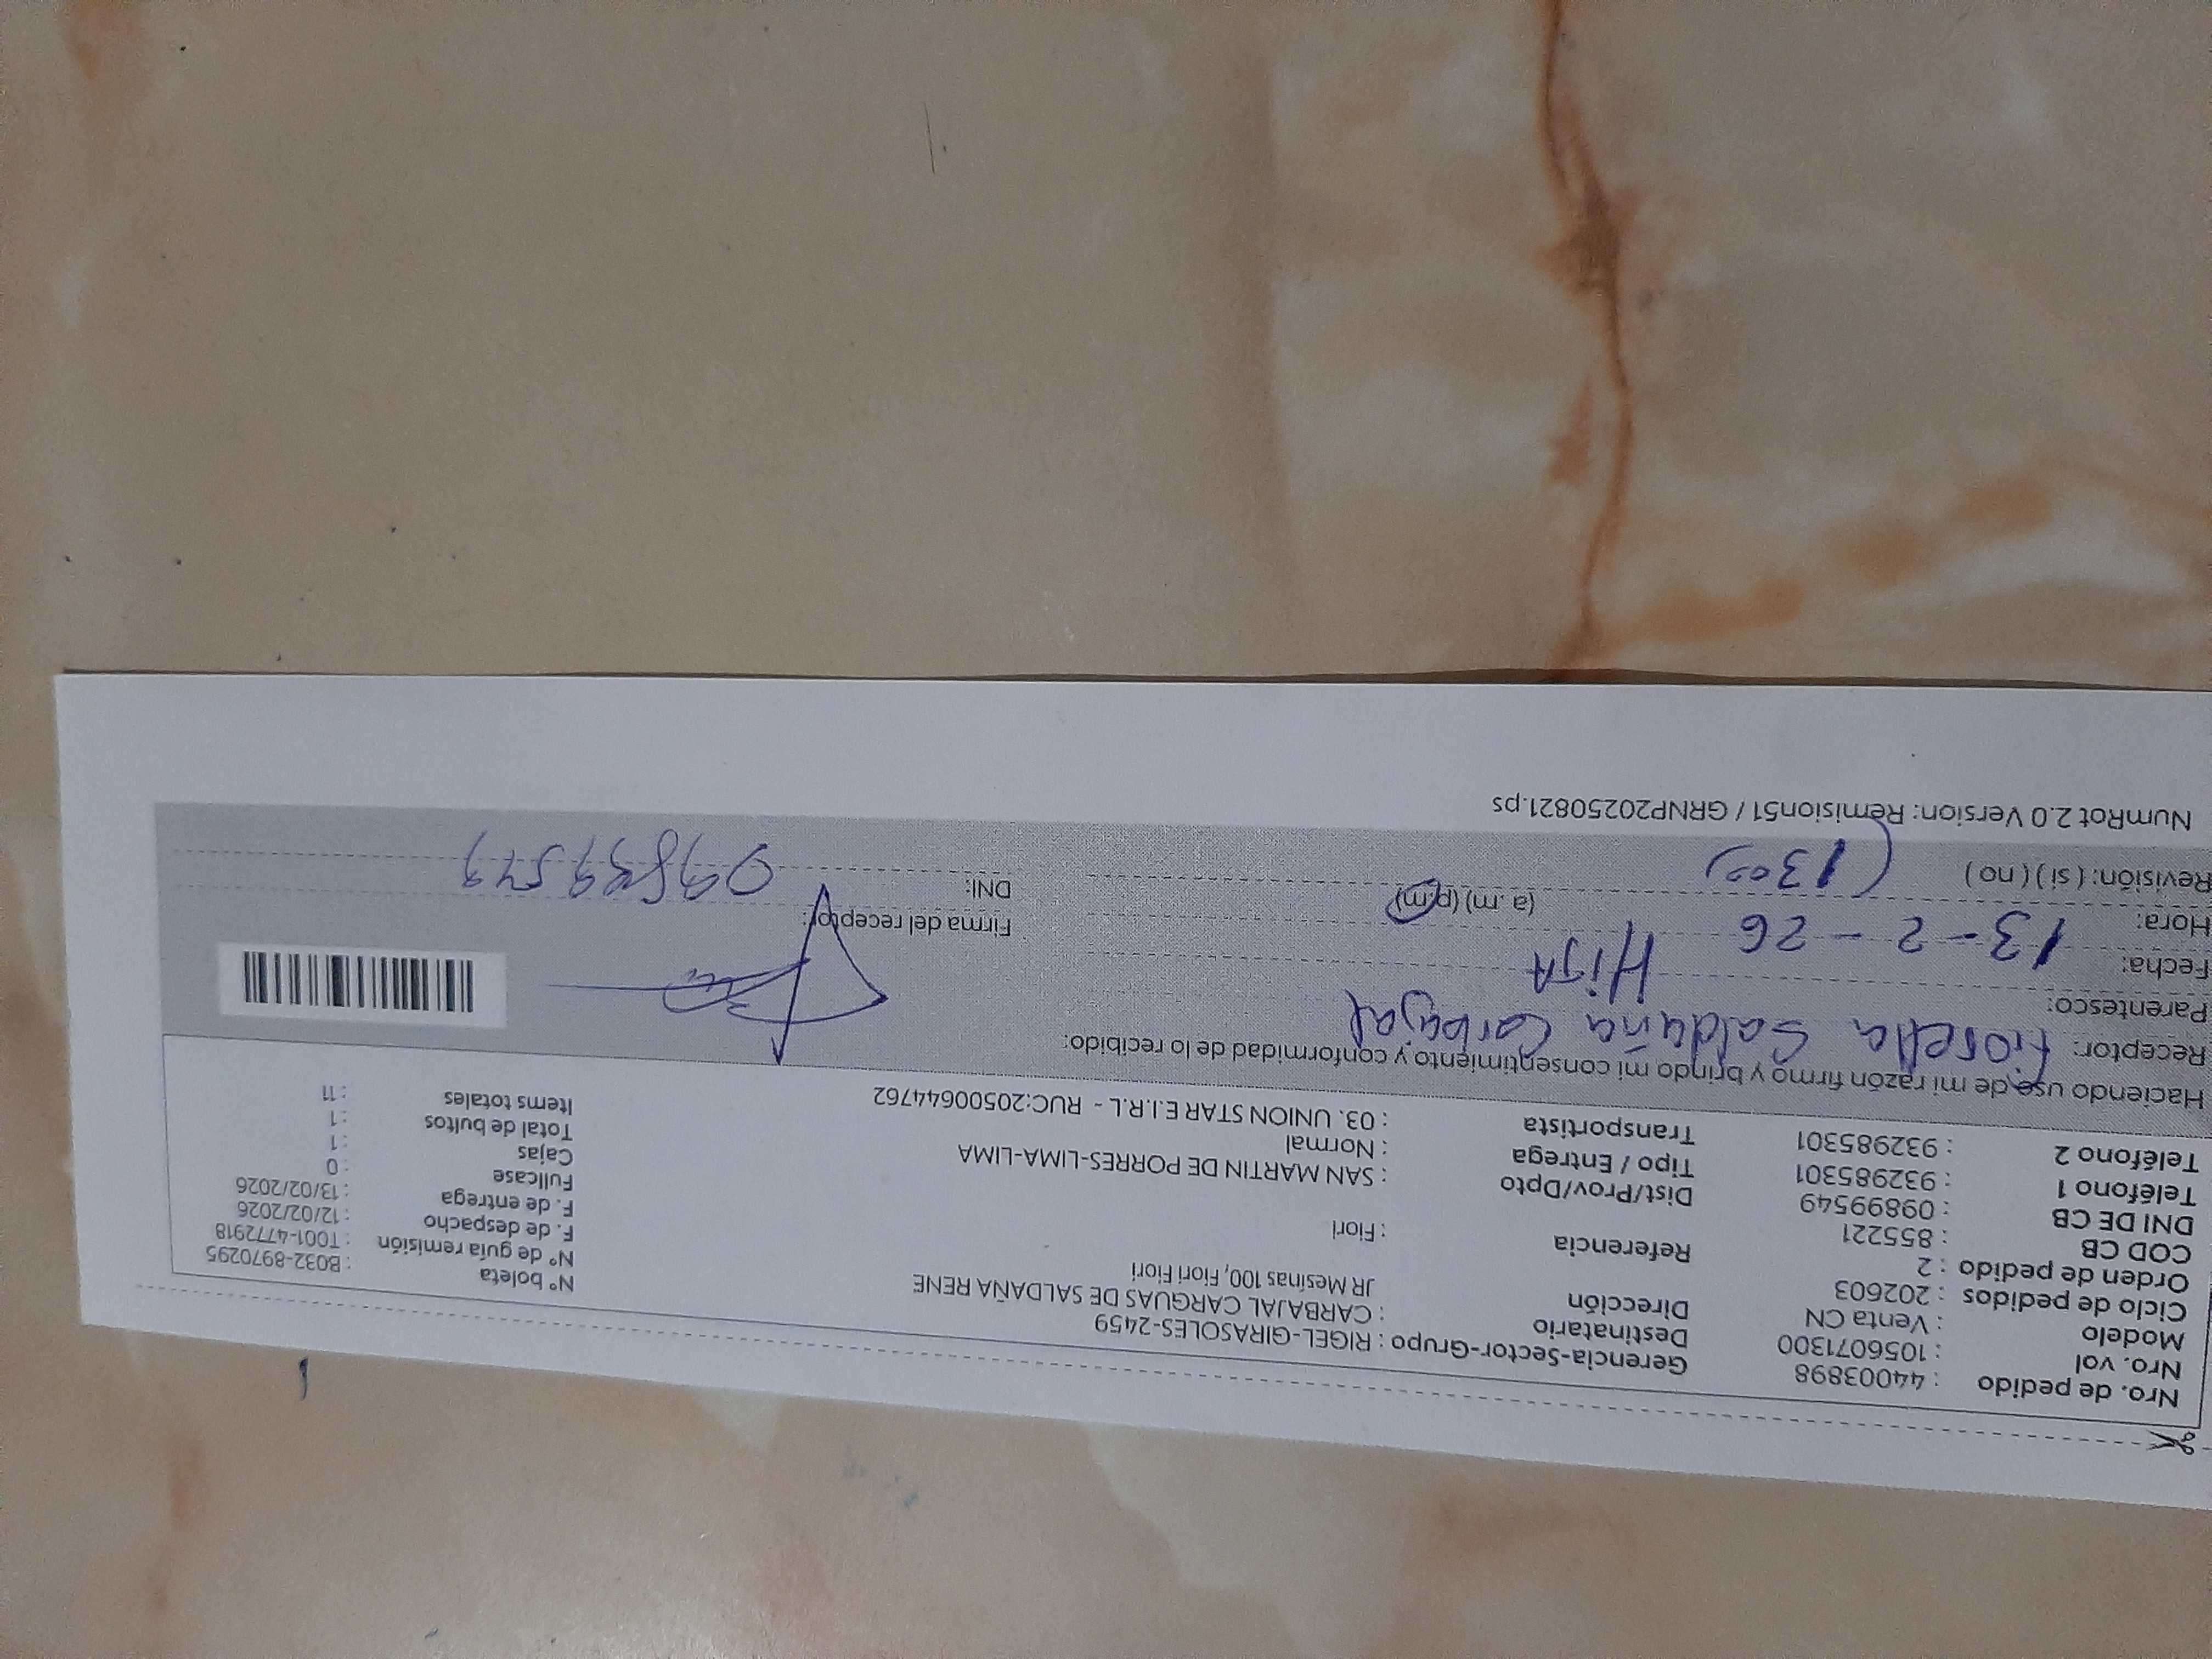 Nro. de pedido : 44003898 Gerencia-Sector-Grupo : RIGEL-GIRASOLES-2459 N° boleta : B032-8970295
Nro. vol : 1056071300 Destinatario : CARBAJAL CARGUAS DE SALDAÑA RENE N° de guía remisión : T001-4772918
Modelo : Venta CN Dirección JR Mesinas 100, Fiori Fiori F. de despacho : 12/02/2026
Ciclo de pedidos : 202603 F. de entrega : 13/02/2026
Orden de pedido : 2 Referencia : Fiori Fullcase : 0
COD CB : 855221 Cajas : 1
DNI DE CB : 09899549 Dist/Prov/Dpto : SAN MARTIN DE PORRES-LIMA-LIMA Total de bultos : 1
Teléfono 1 : 932985301 Tipo / Entrega : Normal Items totales : 11
Teléfono 2 : 932985301 Transportista : 03. UNION STAR E.I.R.L - RUC:20500644762
Haciendo uso de mi razón firmo y brindo mi consentimiento y conformidad de lo recibido:
Receptor: Fiorella Saldaña Carbajal
Parentesco: HijA
Fecha: 13-2-26
Firma del receptor:
Hora: (a.m) (p.m)
DNI:
Revisión: ( si ) ( no )
NumRot 2.0 Version: Remision51 / GRNP20250821.ps